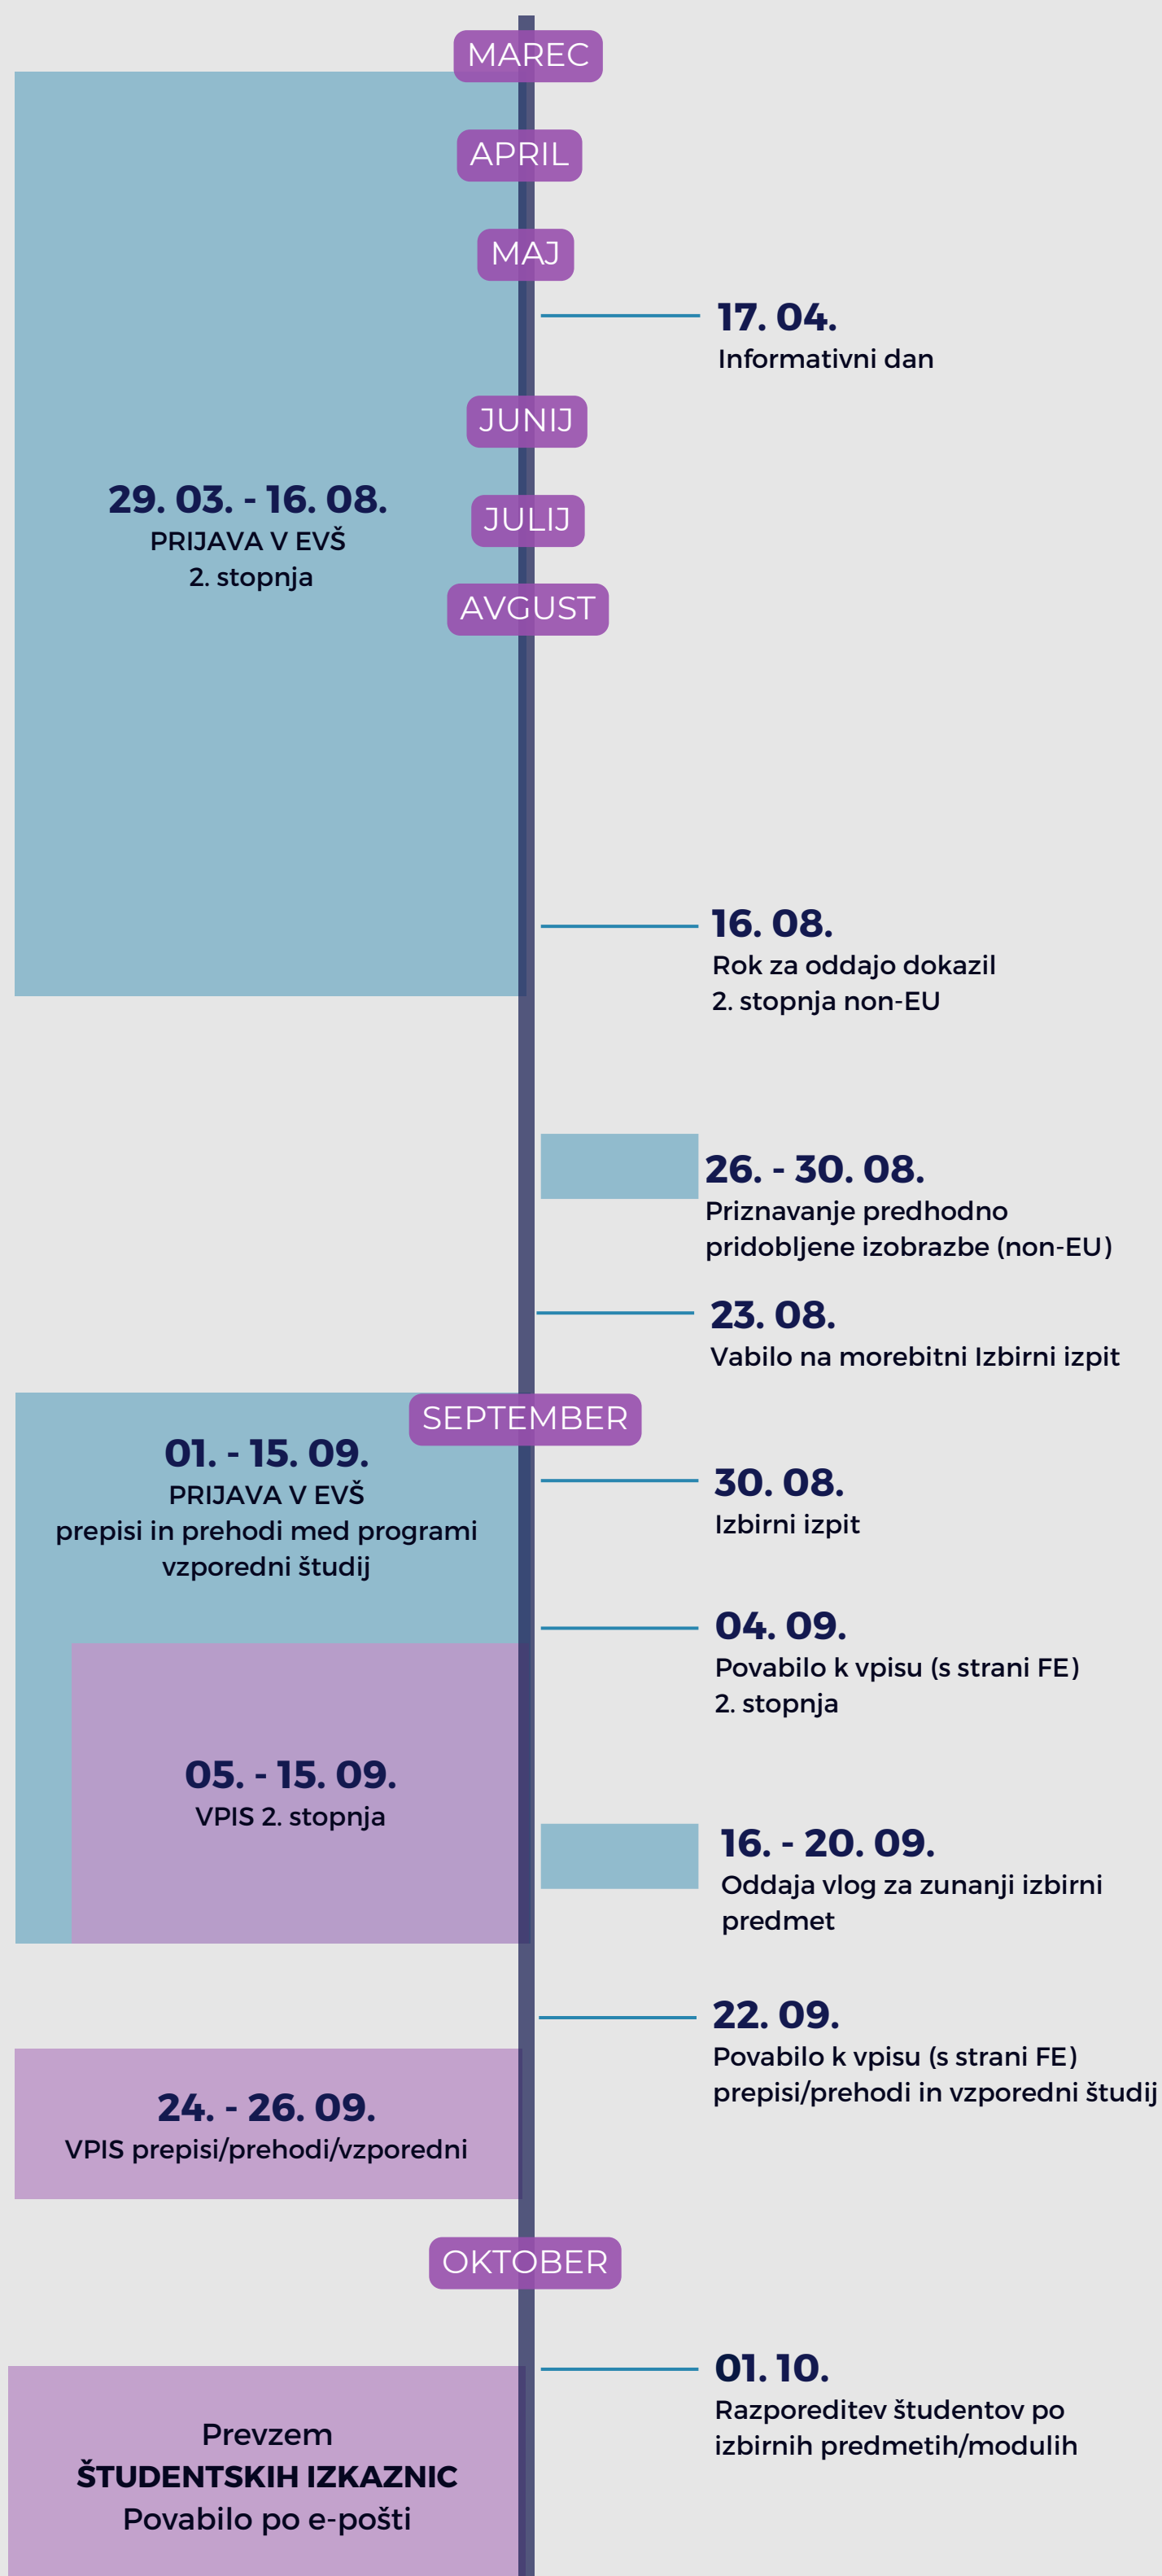 MAREC
APRIL
MAJ
17. 04.
Informativni dan
JUNIJ
29. 03. - 16. 08.
PRIJAVA V EVŠ
2. stopnja
JULIJ
AVGUST
16. 08.
Rok za oddajo dokazil
2. stopnja non-EU
26. - 30. 08.
Priznavanje predhodno
pridobljene izobrazbe (non-EU)
23. 08.
Vabilo na morebitni Izbirni izpit
SEPTEMBER
01. - 15. 09.
PRIJAVA V EVŠ
prepisi in prehodi med programi
vzporedni študij
30. 08.
Izbirni izpit
04. 09.
Povabilo k vpisu (s strani FE)
2. stopnja
05. - 15. 09.
VPIS 2. stopnja
16. - 20. 09.
Oddaja vlog za zunanji izbirni
predmet
22. 09.
Povabilo k vpisu (s strani FE)
prepisi/prehodi in vzporedni študij
24. - 26. 09.
VPIS prepisi/prehodi/vzporedni
OKTOBER
01. 10.
Razporeditev študentov po
izbirnih predmetih/modulih
Prevzem
ŠTUDENTSKIH IZKAZNIC
Povabilo po e-pošti